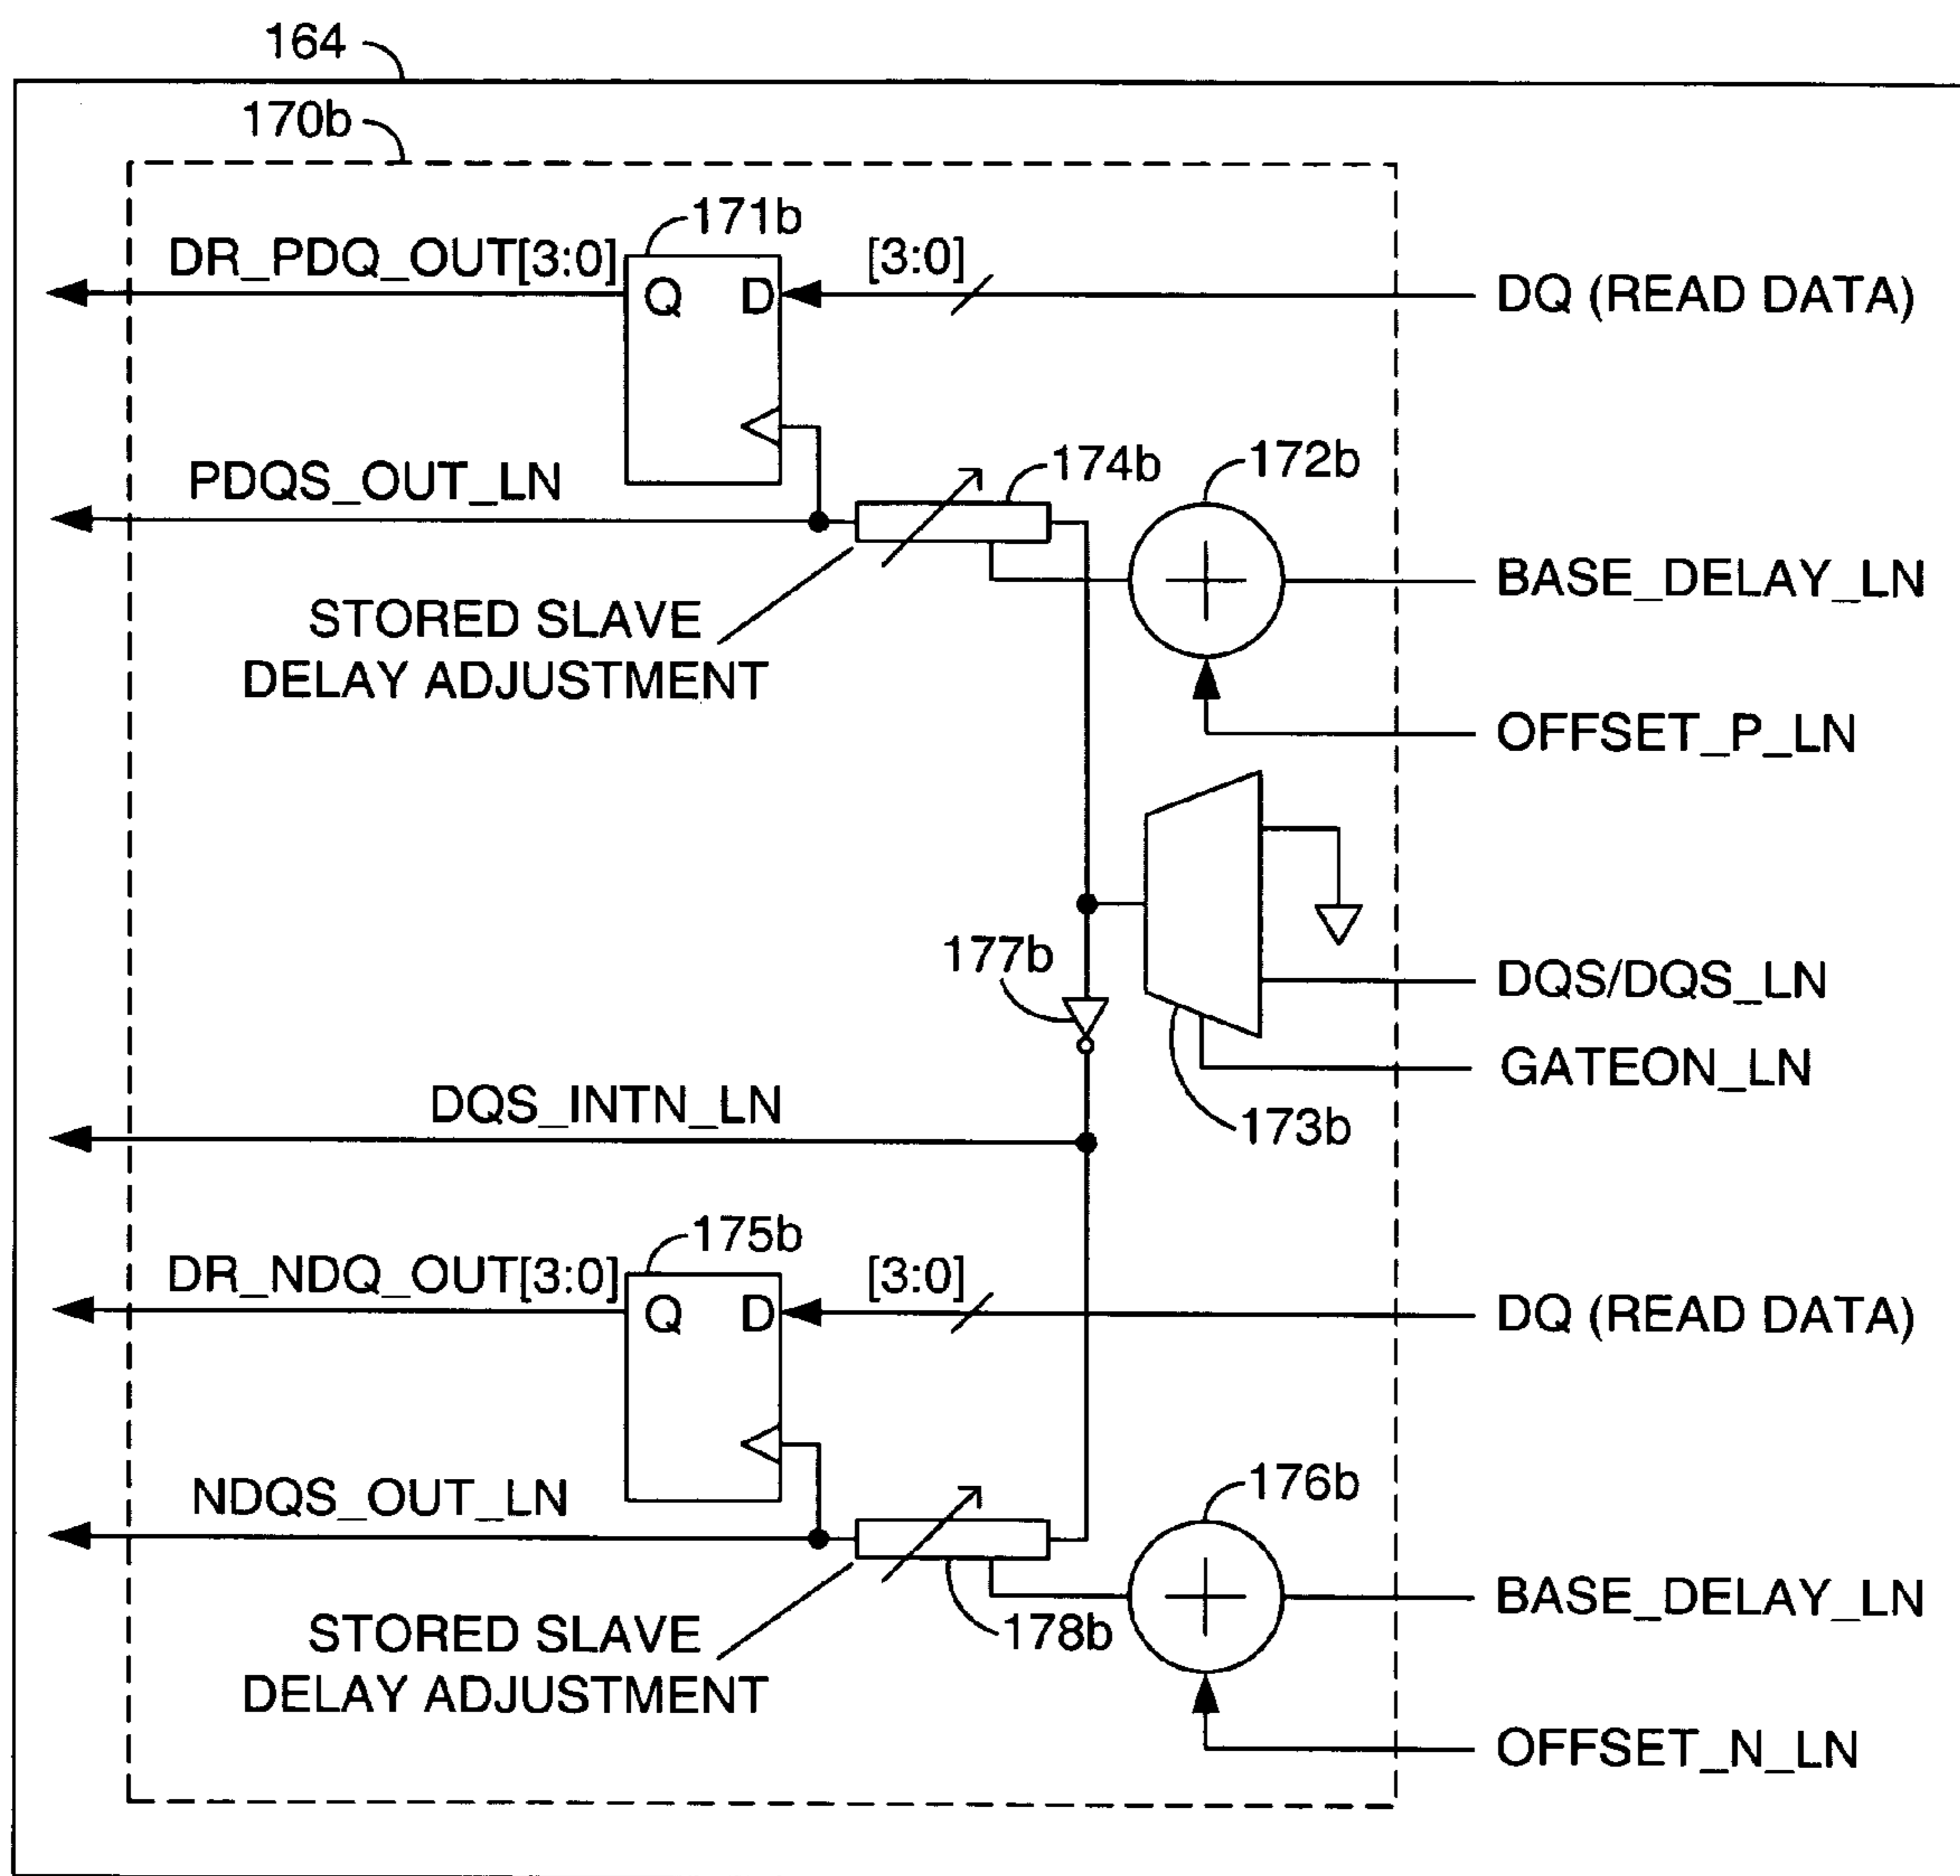 164
170b
171b
DR_PDQ_OUT[3:0]
[3:0]
Q D
DQ (READ DATA)
PDQS_OUT_LN
174b
172b
BASE_DELAY_LN
STORED SLAVE
DELAY ADJUSTMENT
OFFSET_P_LN
177b
DQS/DQS_LN
GATEON_LN
DQS_INTN_LN
173b
175b
DR_NDQ_OUT[3:0]
[3:0]
Q D
DQ (READ DATA)
NDQS_OUT_LN
176b
BASE_DELAY_LN
STORED SLAVE
DELAY ADJUSTMENT
178b
OFFSET_N_LN